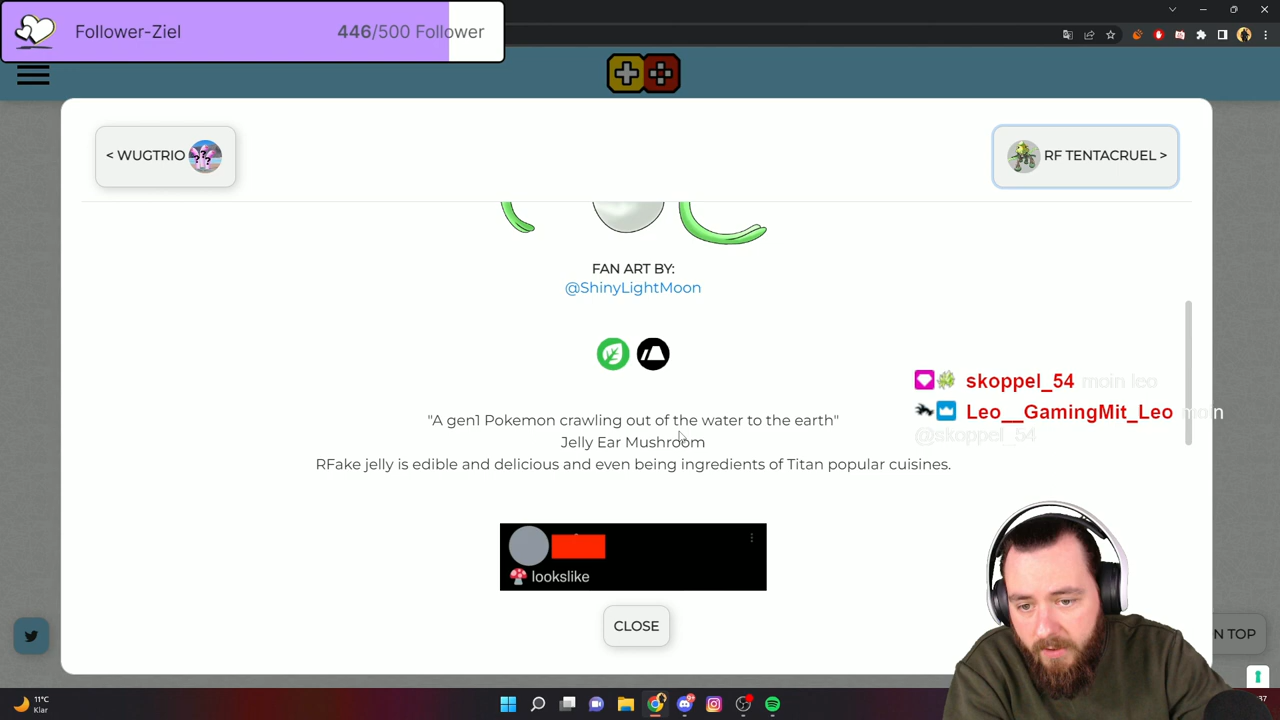 Follower-Ziel 446/500 Follower
< WUGTRIO
RF TENTACRUEL >
FAN ART BY:
@ShinyLightMoon
"A gen1 Pokemon crawling out of the water to the earth"
Jelly Ear Mushroom
RFake jelly is edible and delicious and even being ingredients of Titan popular cuisines.
skoppel_54 moin leo
Leo__GamingMit_Leo moin
@skoppel_54
lookslike
CLOSE
N TOP
11°C
Klar
37